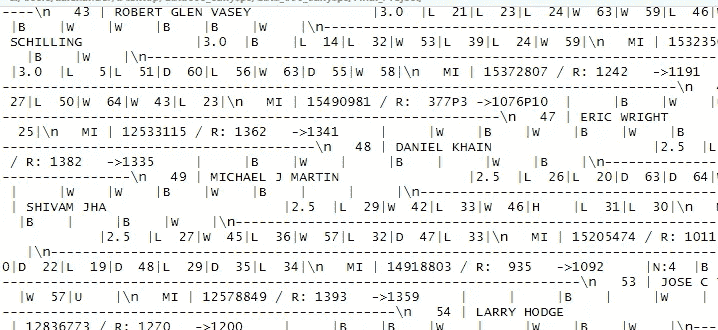 ----\n   43 | ROBERT GLEN VASEY               |3.0  |L  21|L  23|L  24|W  63|W  59|L  46|W
|B    |W    |W    |B    |B    |W    |W    |\n---------------------------------------------
SCHILLING               |3.0  |B    |L  14|L  32|W  53|L  39|L  24|W  59|\n   MI | 153235
|B    |W    |\n-----------------------------------------------------------------------
|3.0  |L   5|L  51|D  60|L  56|W  63|D  55|W  58|\n   MI | 15372807 / R: 1242   ->1191
-----------------------------------------------------------------------------------------\n   4
27|L  50|W  64|W  43|L  23|\n   MI | 15490981 / R:  377P3 ->1076P10  |     |B    |W
-----------------------------------------------------------------\n   47 | ERIC WRIGHT
25|\n   MI | 12533115 / R: 1362   ->1341     |     |W    |B    |W    |B    |W    |B
-----------------------------------------\n   48 | DANIEL KHAIN                    |2.5  |L
/ R: 1382   ->1335     |     |B    |W    |     |B    |     |B    |\n---------------
-----------------\n   49 | MICHAEL J MARTIN                |2.5  |L  26|L  20|D  63|D  64|W
|     |W    |W    |B    |W    |B    |     |     |\n-----------------------------------
| SHIVAM JHA                      |2.5  |L  29|W  42|L  33|W  46|H    |L  31|L  30|\n   M
|B    |     |B    |W    |\n-----------------------------------------------------------
|2.5  |L  27|W  45|L  36|W  57|L  32|D  47|L  33|\n   MI | 15205474 / R: 1011
|\n---------------------------------------------------------------------------------
0|D  22|L  19|D  48|L  29|D  35|L  34|\n   MI | 14918803 / R:  935   ->1092     |N:4  |B
-----------------------------------------------------------------------------\n   53 | JOSE C
|W  57|U    |\n   MI | 12578849 / R: 1393   ->1359     |     |     |B    |     |W    |
---------------------------------------------------\n   54 | LARRY HODGE
| 12836773 / R: 1270   ->1200     |     |B    |B    |W    |     |W    |W    |\n---